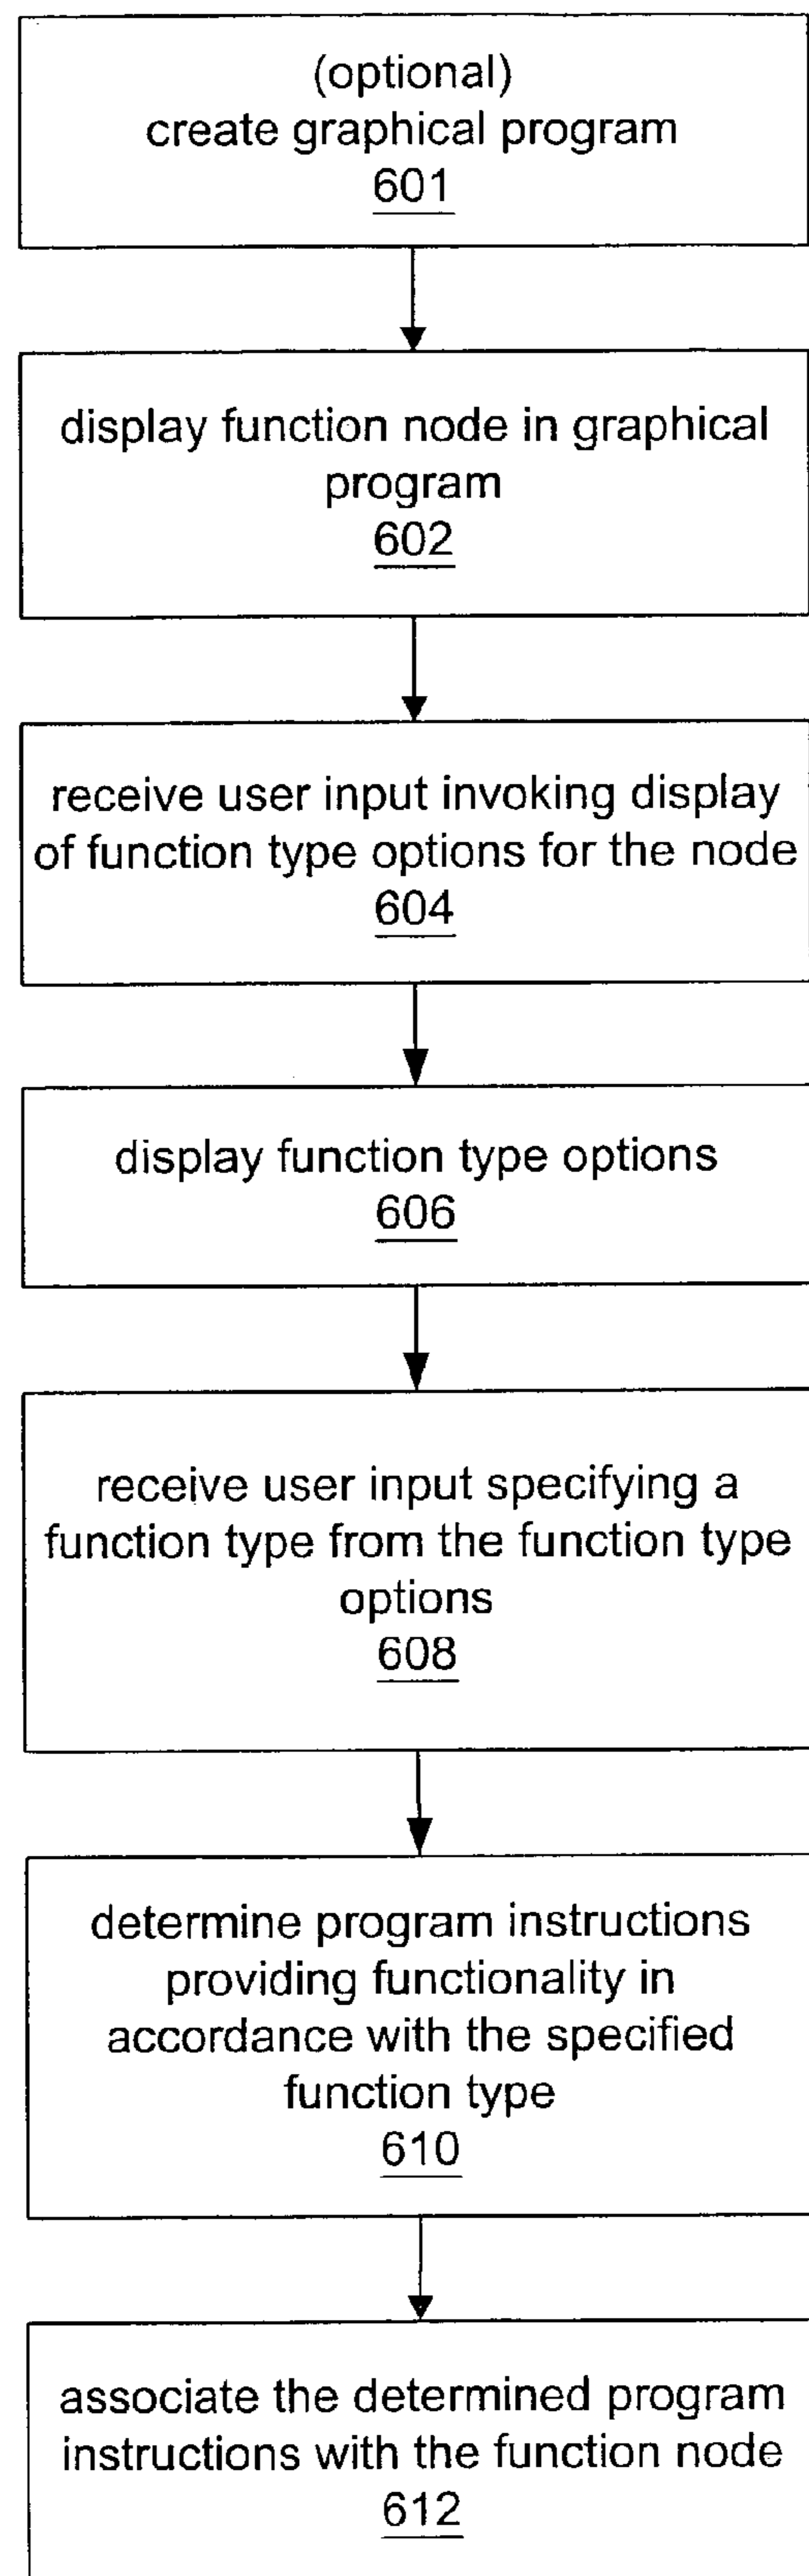 (optional)
create graphical program
601
display function node in graphical
program
602
receive user input invoking display
of function type options for the node
604
display function type options
606
receive user input specifying a
function type from the function type
options
608
determine program instructions
providing functionality in
accordance with the specified
function type
610
associate the determined program
instructions with the function node
612